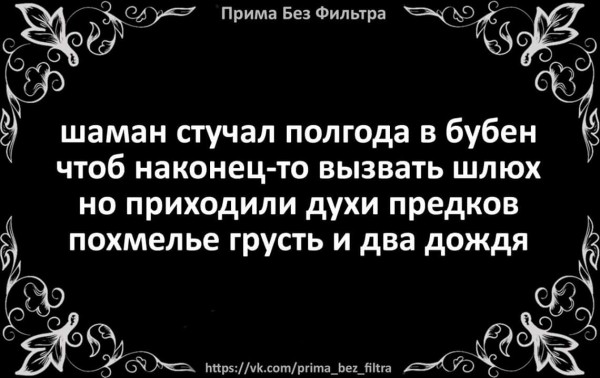 Прима Без Фильтра
шаман стучал полгода в бубен
чтоб наконец-то вызвать шлюх
но приходили духи предков
похмелье грусть и два дождя
https://vk.com/prima_bez_filtra